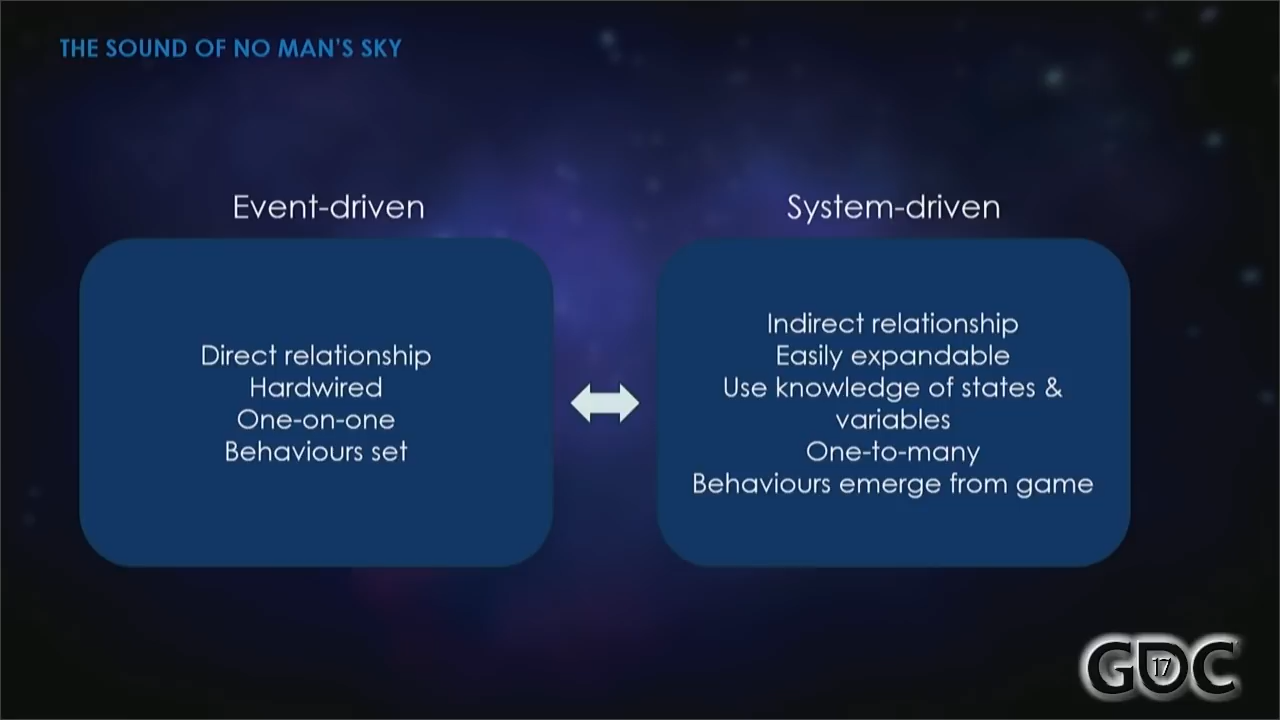 THE SOUND OF NO MAN'S SKY
Event-driven
Direct relationship
Hardwired
One-on-one
Behaviours set
System-driven
Indirect relationship
Easily expandable
Use knowledge of states &
variables
One-to-many
Behaviours emerge from game
GDC
17